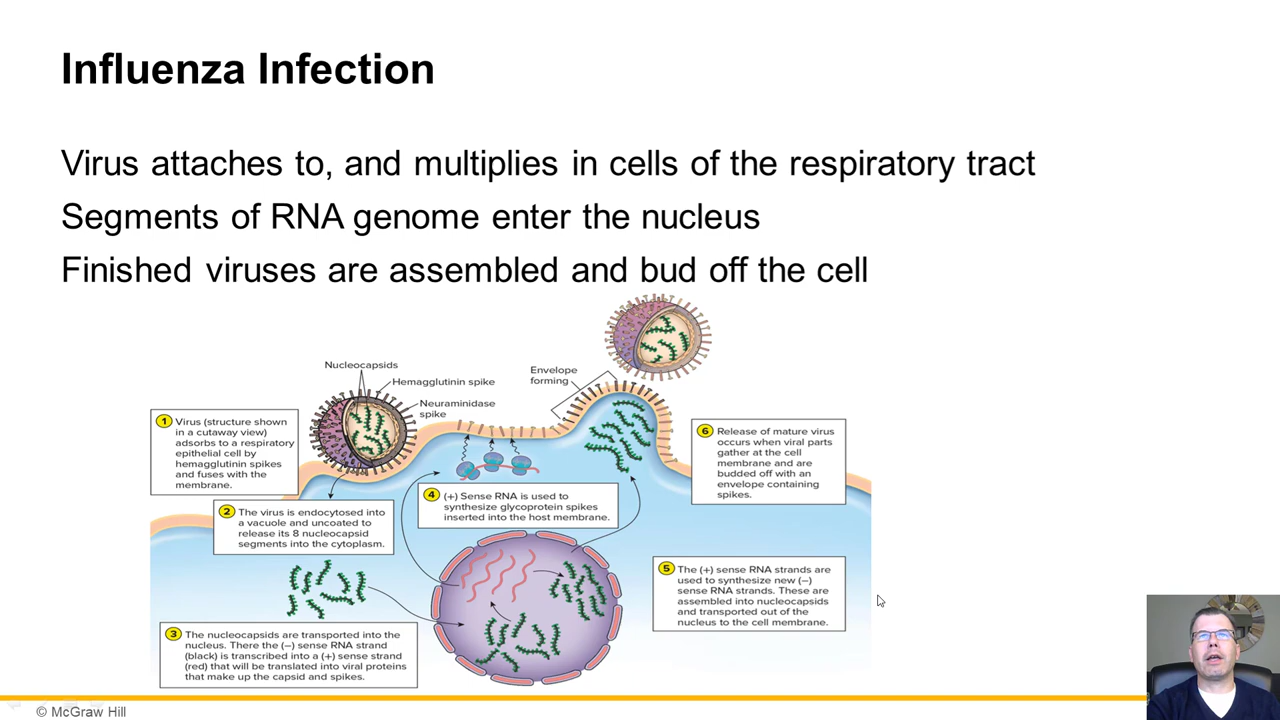 Influenza Infection
Virus attaches to, and multiplies in cells of the respiratory tract
Segments of RNA genome enter the nucleus
Finished viruses are assembled and bud off the cell
Nucleocapsids
Hemagglutinin spike
Neuraminidase
spike
Envelope
forming
1 Virus (structure shown
in a cutaway view)
adsorbs to a respiratory
epithelial cell by
hemagglutinin spikes
and fuses with the
membrane.
2 The virus is endocytosed into
a vacuole and uncoated to
release its 8 nucleocapsid
segments into the cytoplasm.
3 The nucleocapsids are transported into the
nucleus. There the (–) sense RNA strand
(black) is transcribed into a (+) sense strand
(red) that will be translated into viral proteins
that make up the capsid and spikes.
4 (+) Sense RNA is used to
synthesize glycoprotein spikes
inserted into the host membrane.
5 The (+) sense RNA strands are
used to synthesize new (–)
sense RNA strands. These are
assembled into nucleocapsids
and transported out of the
nucleus to the cell membrane.
6 Release of mature virus
occurs when viral parts
gather at the cell
membrane and are
budded off with an
envelope containing
spikes.
© McGraw Hill